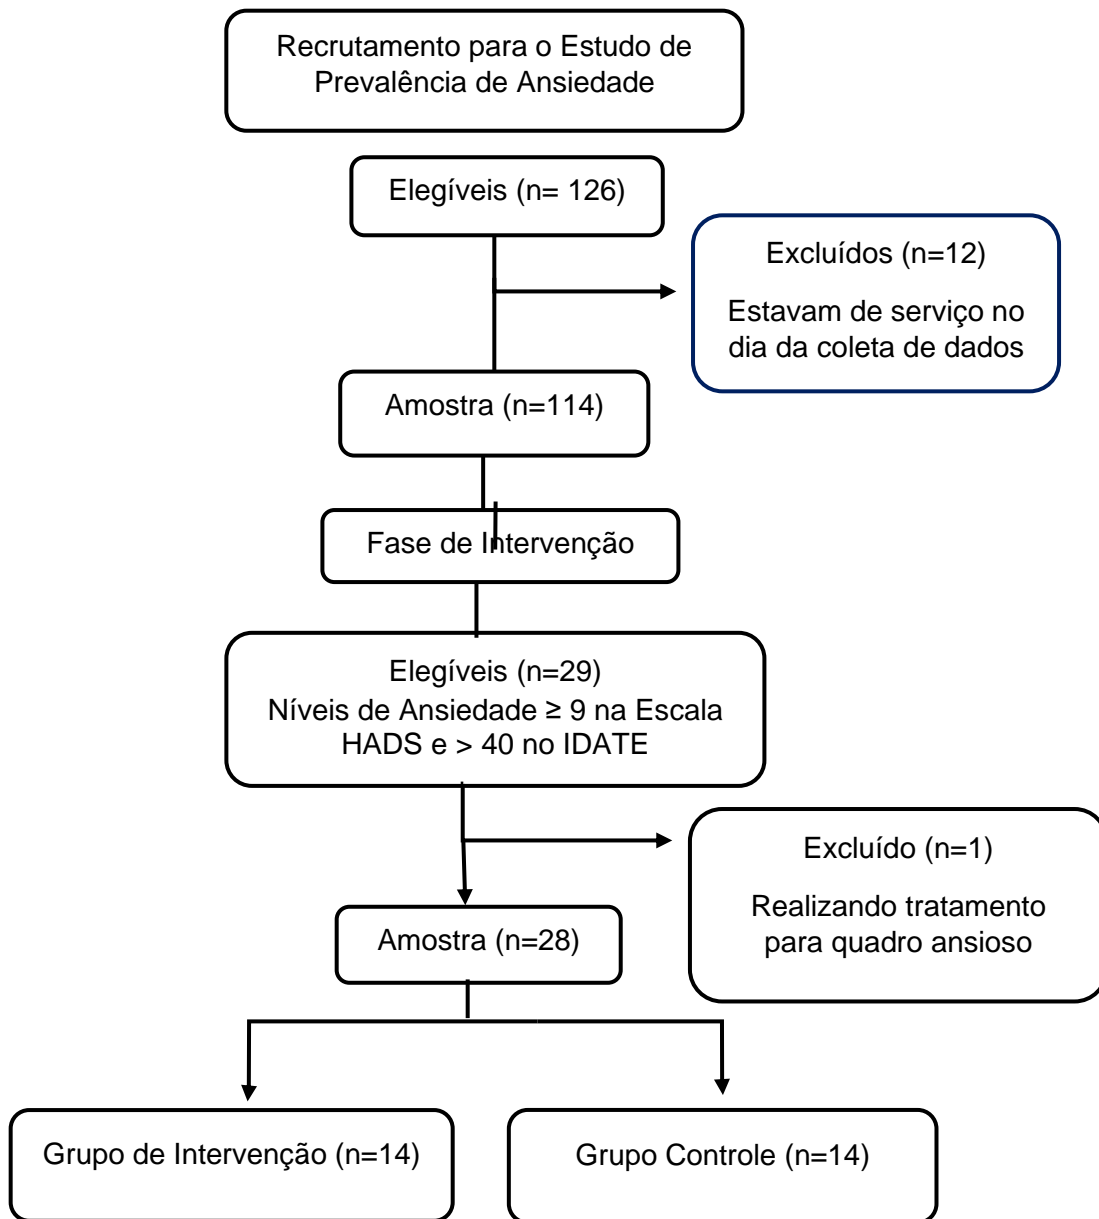 Recrutamento para o Estudo de
Prevalência de Ansiedade
Elegíveis (n= 126)
Excluídos (n=12)
Estavam de serviço no
dia da coleta de dados
Amostra (n=114)
Fase de Intervenção
Elegíveis (n=29)
Níveis de Ansiedade ≥ 9 na Escala
HADS e > 40 no IDATE
Excluído (n=1)
Realizando tratamento
para quadro ansioso
Amostra (n=28)
Grupo de Intervenção (n=14)
Grupo Controle (n=14)